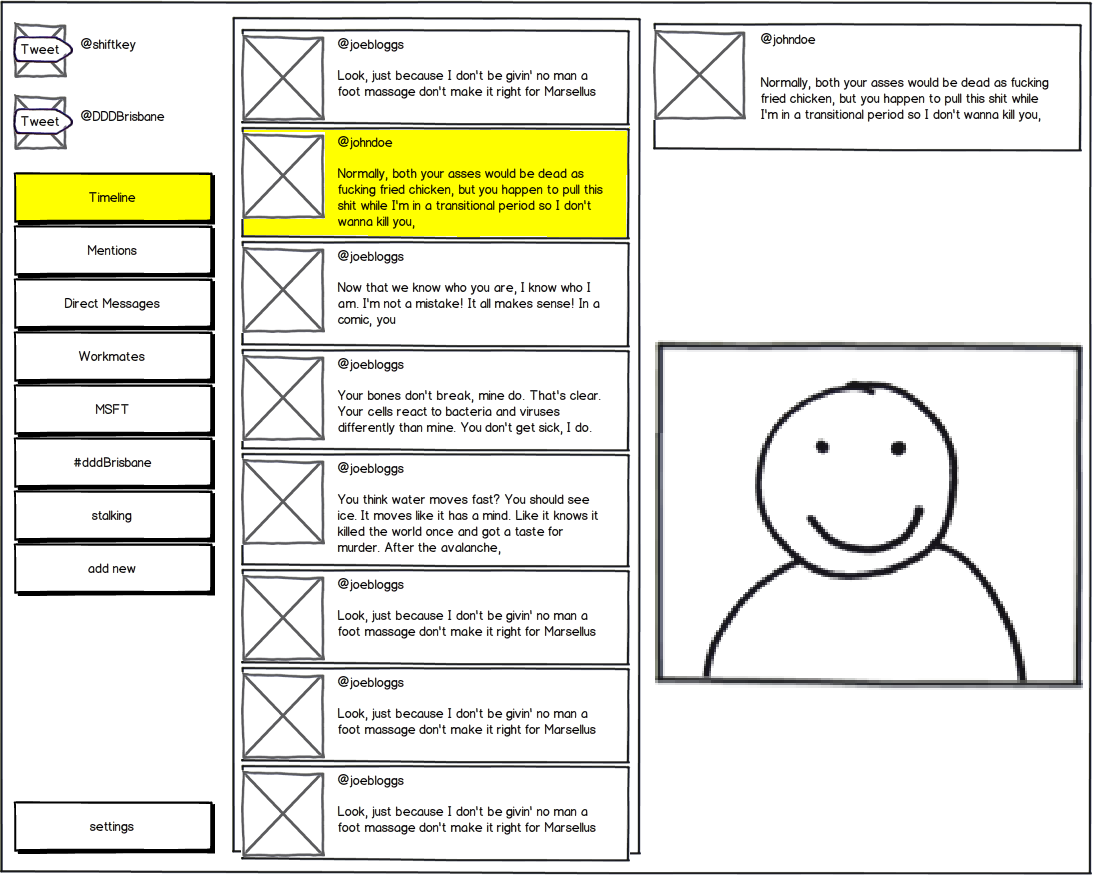 Tweet
@shiftkey
Tweet
@DDDBrisbane
Timeline
Mentions
Direct Messages
Workmates
MSFT
#dddBrisbane
stalking
add new
settings
@joebloggs
Look, just because I don't be givin' no man a
foot massage don't make it right for Marsellus
@johndoe
Normally, both your asses would be dead as
fucking fried chicken, but you happen to pull this
shit while I'm in a transitional period so I don't
wanna kill you,
@joebloggs
Now that we know who you are, I know who I
am. I'm not a mistake! It all makes sense! In a
comic, you
@joebloggs
Your bones don't break, mine do. That's clear.
Your cells react to bacteria and viruses
differently than mine. You don't get sick, I do.
@joebloggs
You think water moves fast? You should see
ice. It moves like it has a mind. Like it knows it
killed the world once and got a taste for
murder. After the avalanche,
@joebloggs
Look, just because I don't be givin' no man a
foot massage don't make it right for Marsellus
@joebloggs
Look, just because I don't be givin' no man a
foot massage don't make it right for Marsellus
@joebloggs
Look, just because I don't be givin' no man a
foot massage don't make it right for Marsellus
@johndoe
Normally, both your asses would be dead as fucking
fried chicken, but you happen to pull this shit while
I'm in a transitional period so I don't wanna kill you,